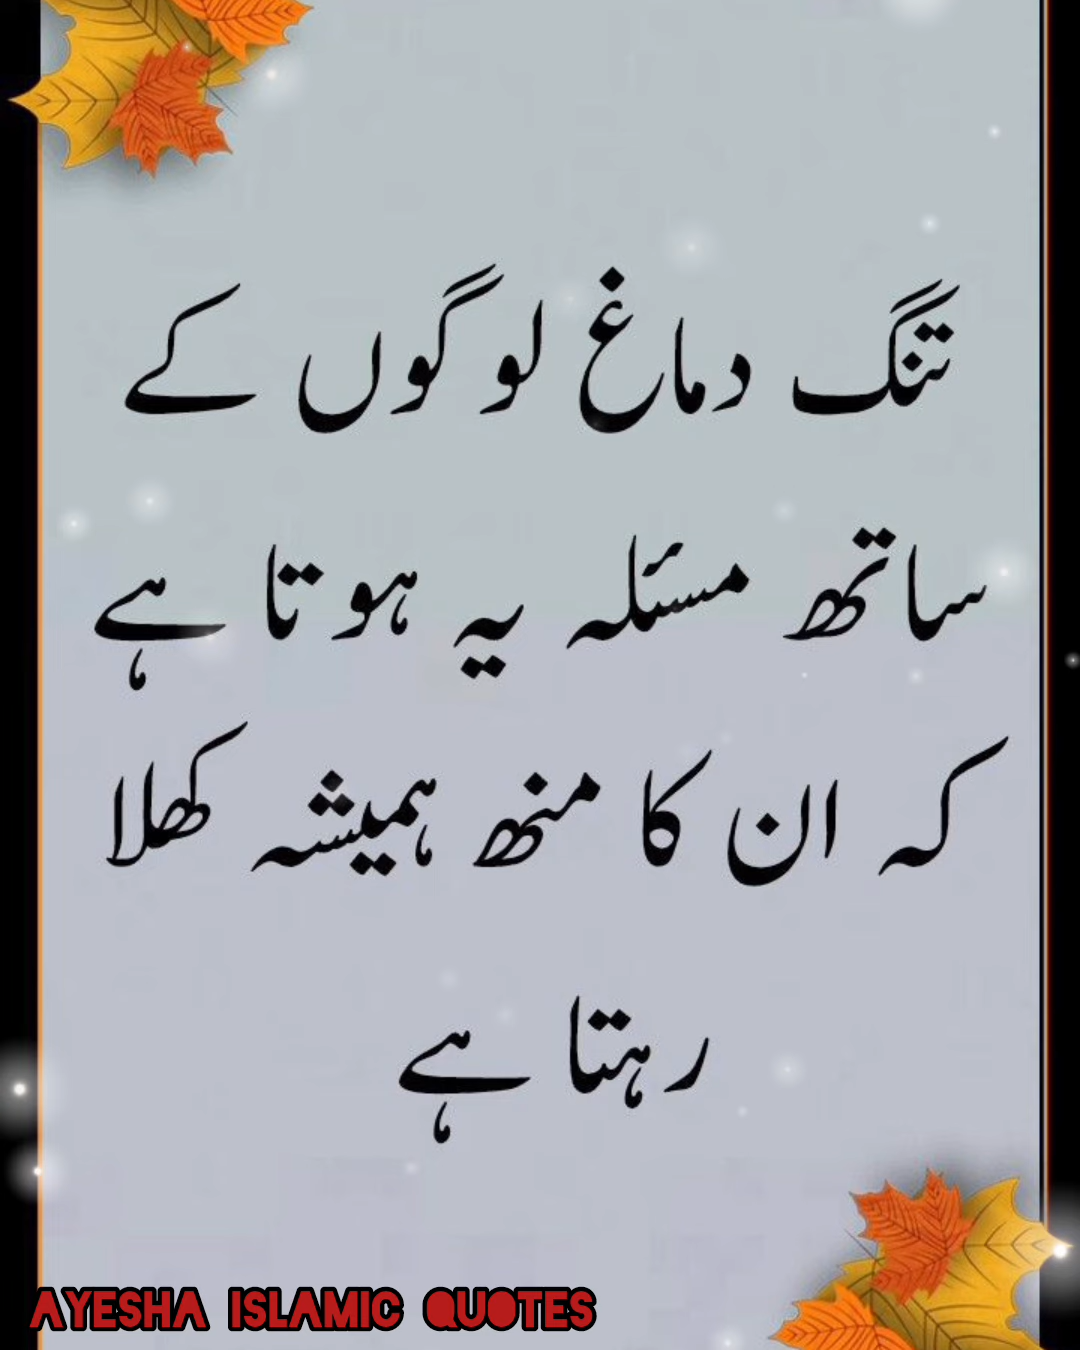 تنگ دماغ لوگوں کے
ساتھ مسئلہ یہ ہوتا ہے
کہ ان کا منھ ہمیشہ کھلا
رہتا ہے
AYESHA ISLAMIC QUOTES